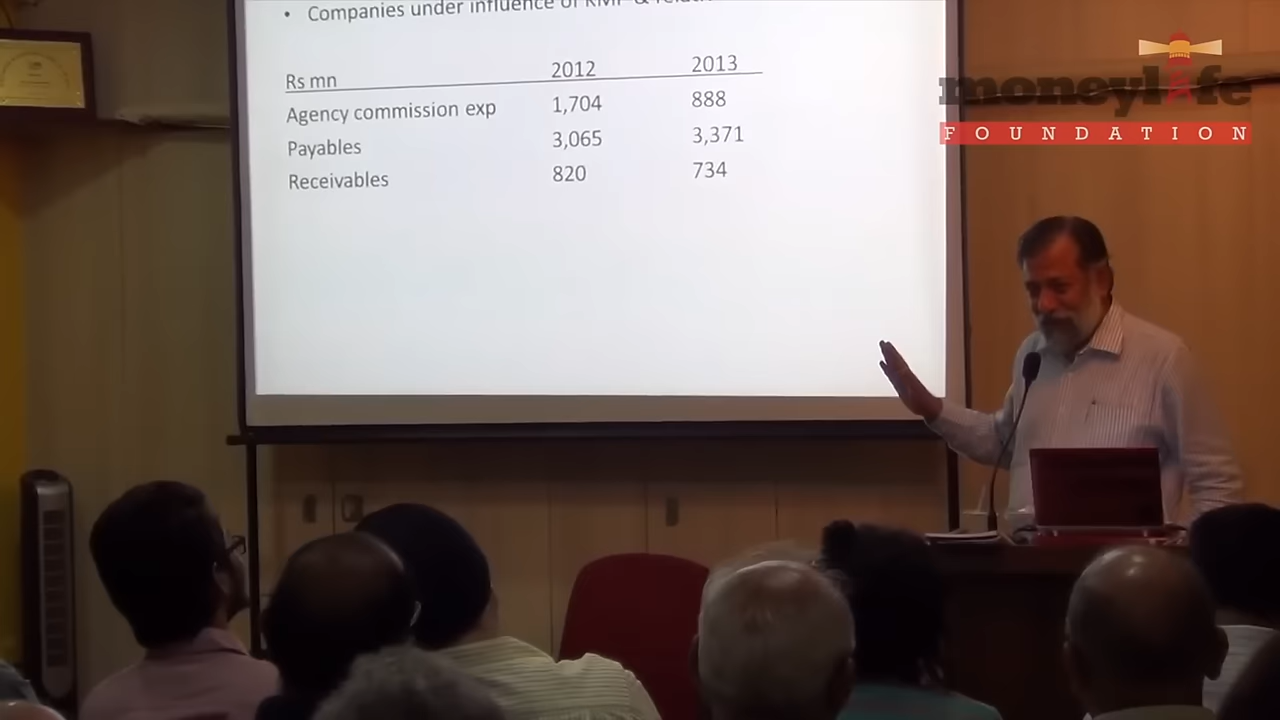 • Companies under influence of KMP &
Rs mn 2012 2013
Agency commission exp 1,704 888
Payables 3,065 3,371
Receivables 820 734
moneylife
FOUNDATION